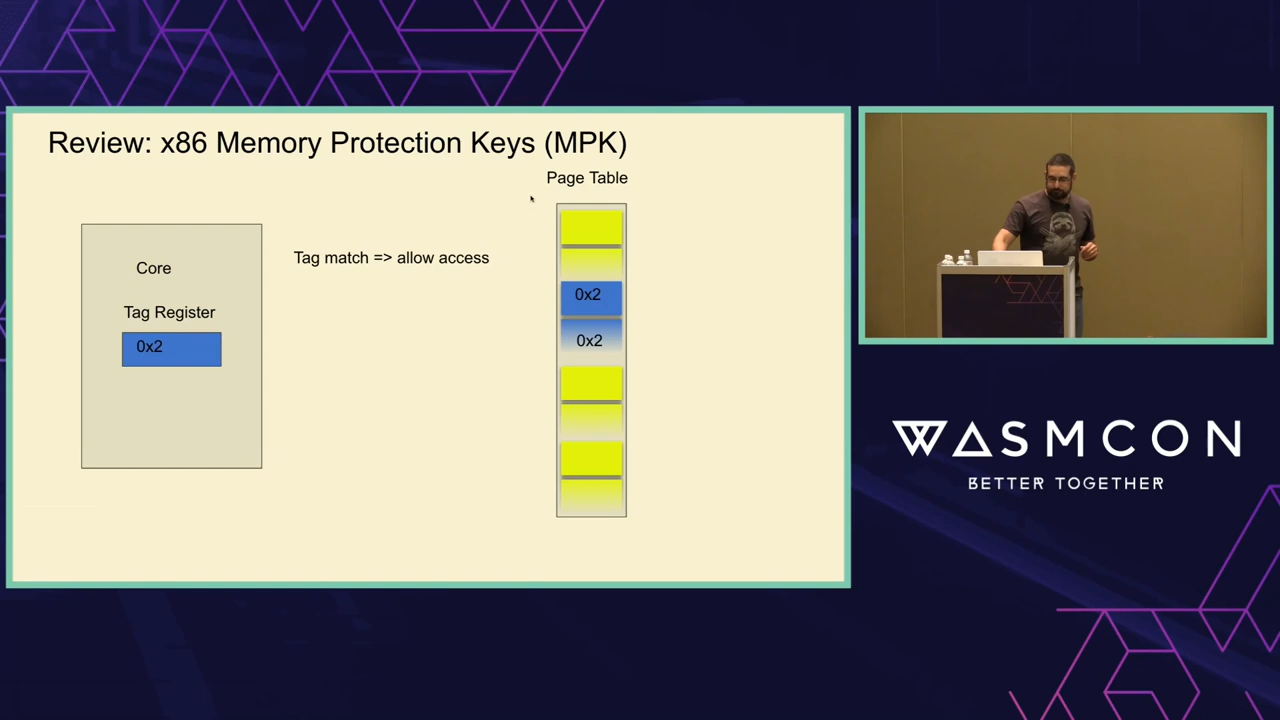 Review: x86 Memory Protection Keys (MPK)
Page Table
Core
Tag match => allow access
Tag Register
0x2
0x2
0x2
WASMCON
BETTER TOGETHER